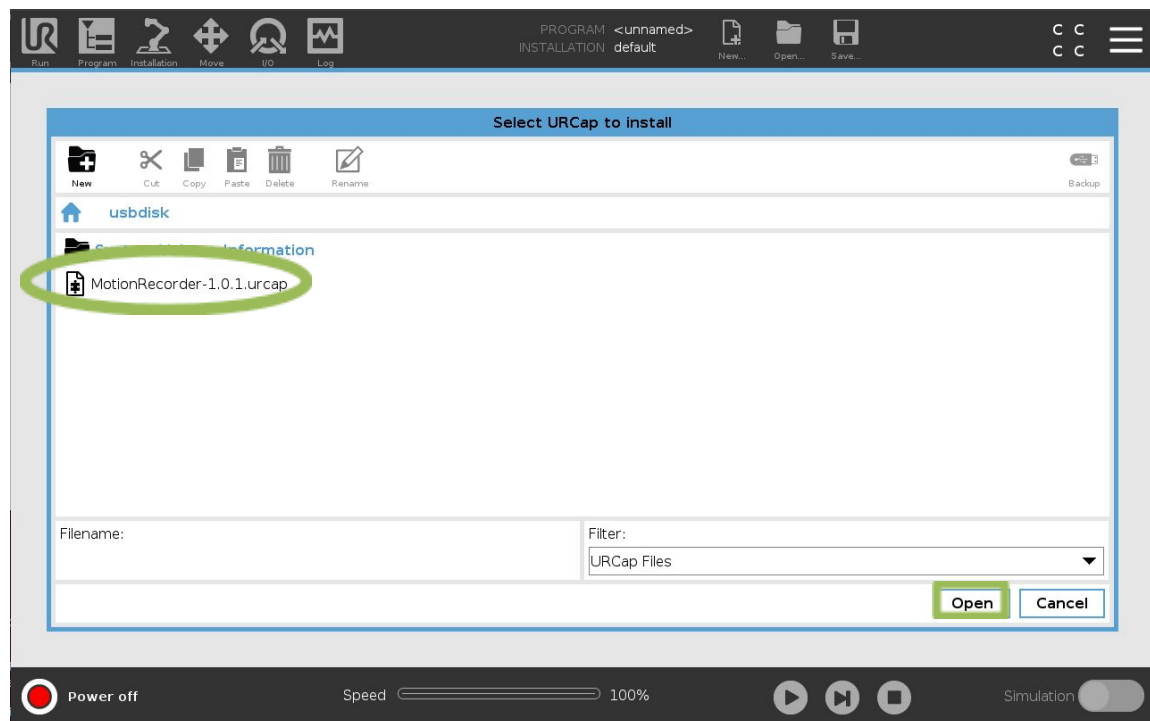 PROGRAM <unnamed>
INSTALLATION default
C C
C C
Run Program Installation Move I/O Log New... Open... Save...
Select URCap to install
New Cut Copy Paste Delete Rename Backup
usbdisk
Information
MotionRecorder-1.0.1.urcap
Filename:
Filter:
URCap Files
Open Cancel
Power off Speed 100% Simulation